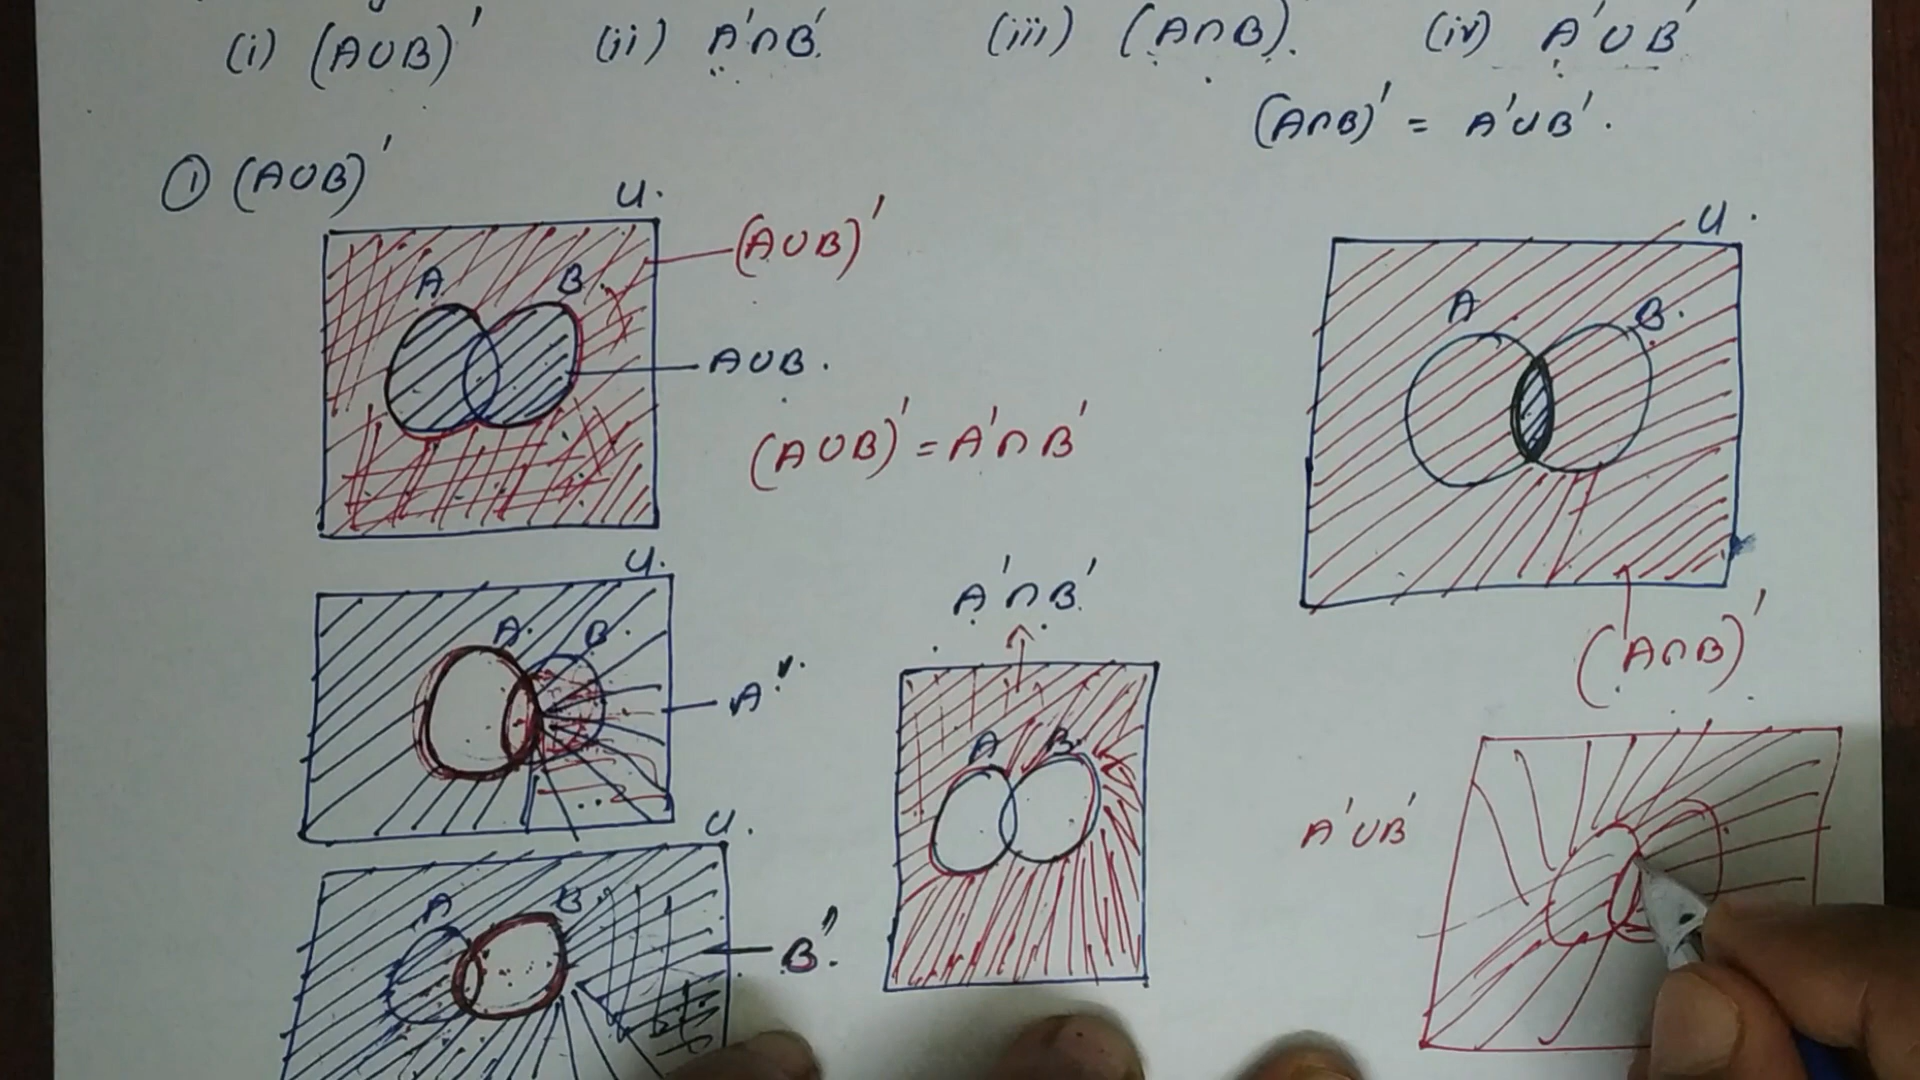 (i) (A∪B)' (ii) A'∩B' (iii) (A∩B) (iv) A'∪B'
(A∩B)' = A'∪B'.
① (A∪B)'
U.
(A∪B)'
A B
A∪B.
(A∪B)' = A'∩B'
U.
A B.
(A∩B)'
U.
A. B.
A'
A'∩B'
A B
A'∪B'
U.
A B.
B'